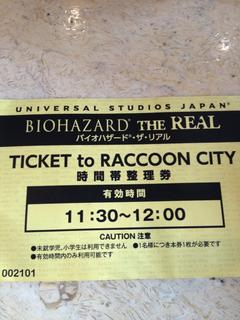 UNIVERSAL STUDIOS JAPAN®
BIOHAZARD® THE REAL
バイオハザード®・ザ・リアル
TICKET to RACCOON CITY
時間帯整理券
有効時間
11:30~12:00
CAUTION 注意
●未就学児、小学生は利用できません ●1名様につき本券1枚が必要です
●有効時間内のみ利用可能です
002101